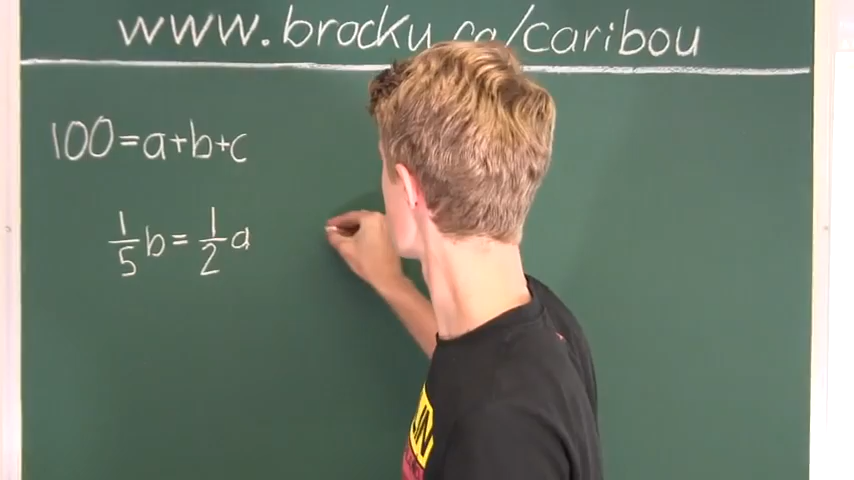 www.brocku.ca/caribou
100=a+b+c
1/5 b = 1/2 a